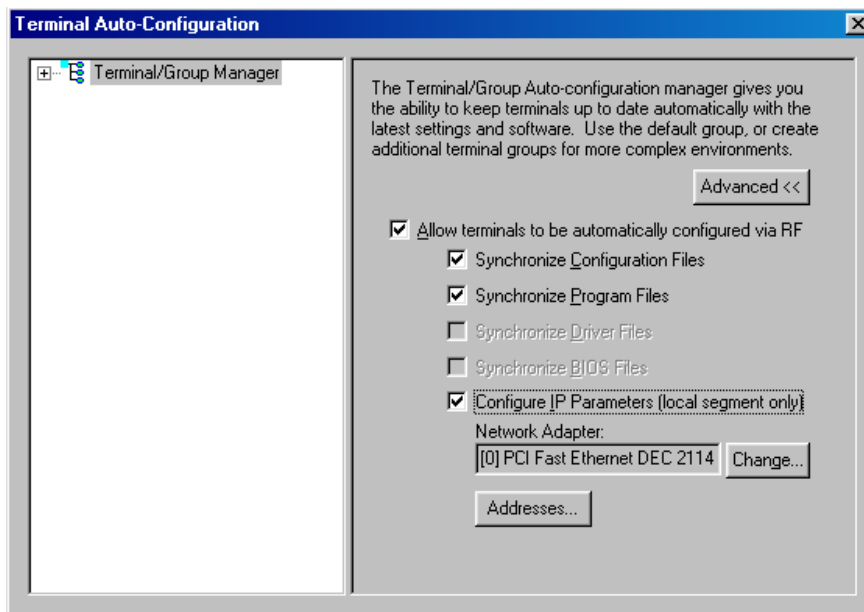 Terminal Auto-Configuration
Terminal/Group Manager
The Terminal/Group Auto-configuration manager gives you
the ability to keep terminals up to date automatically with the
latest settings and software. Use the default group, or create
additional terminal groups for more complex environments.
Advanced <<
Allow terminals to be automatically configured via RF
Synchronize Configuration Files
Synchronize Program Files
Synchronize Driver Files
Synchronize BIOS Files
Configure IP Parameters (local segment only)
Network Adapter:
[0] PCI Fast Ethernet DEC 2114
Change...
Addresses...